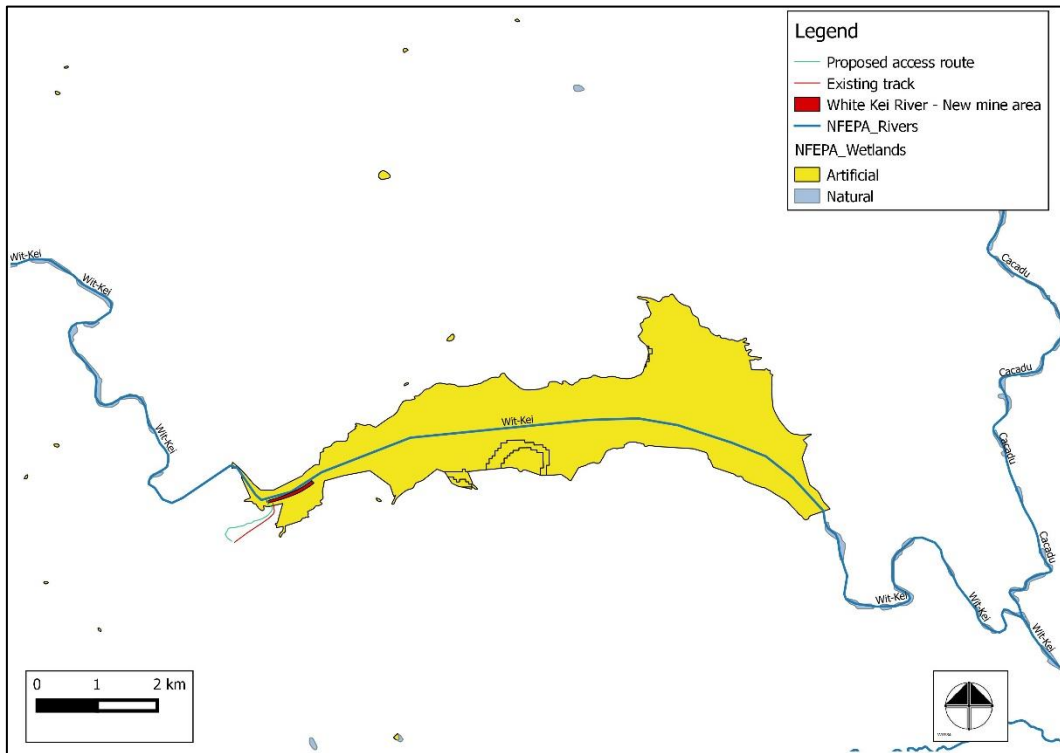 Legend
Proposed access route
Existing track
White Kei River - New mine area
NFEPA_Rivers
NFEPA_Wetlands
Artificial
Natural
Wit-Kei
Wit-Kei
Cacadu
Cacadu
Wit-Kei
Wit-Kei
Cacadu
Cacadu
Wit-Kei
Wit-Kei
Wit-Kei
0 1 2 km